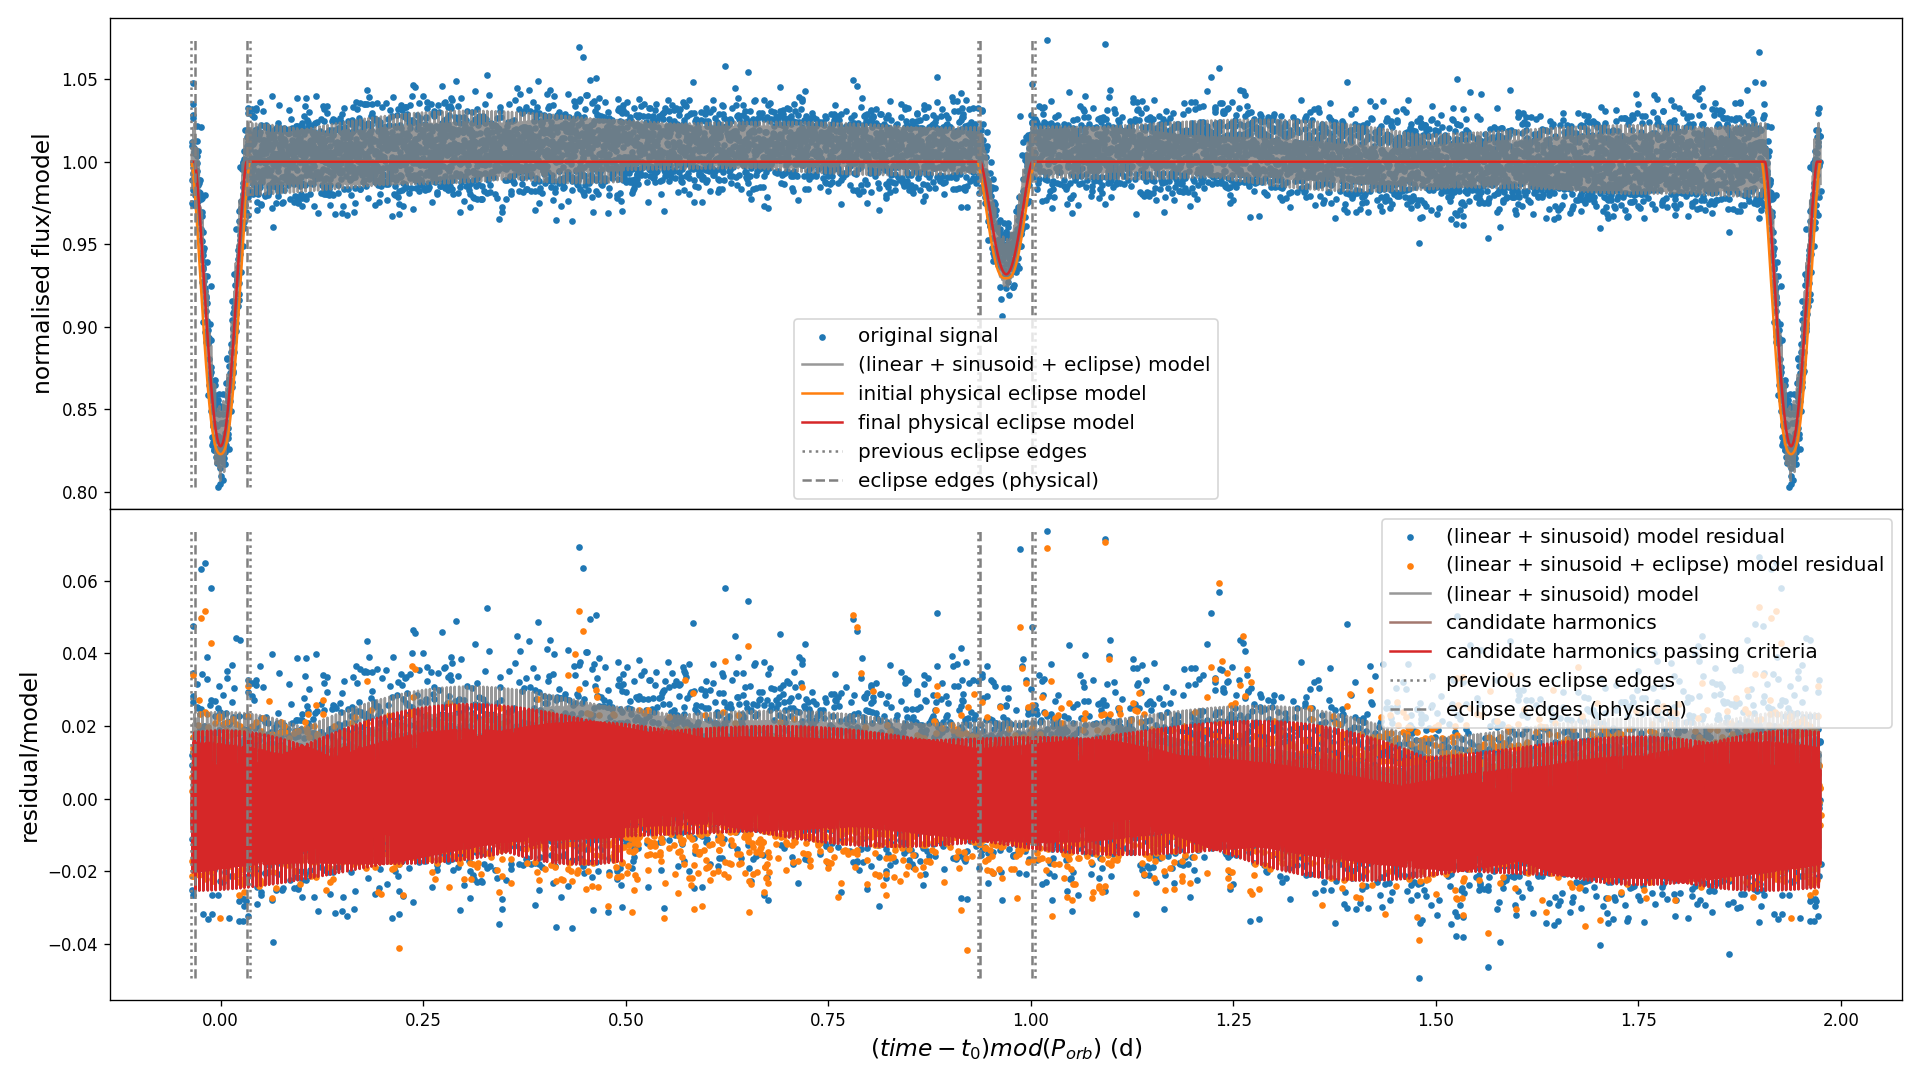 normalised flux/model
1.05
1.00
0.95
0.90
0.85
0.80
original signal
(linear + sinusoid + eclipse) model
initial physical eclipse model
final physical eclipse model
previous eclipse edges
eclipse edges (physical)
residual/model
0.06
0.04
0.02
0.00
−0.02
−0.04
(linear + sinusoid) model residual
(linear + sinusoid + eclipse) model residual
(linear + sinusoid) model
candidate harmonics
candidate harmonics passing criteria
previous eclipse edges
eclipse edges (physical)
0.00 0.25 0.50 0.75 1.00 1.25 1.50 1.75 2.00
(time − t₀)mod(P_orb) (d)